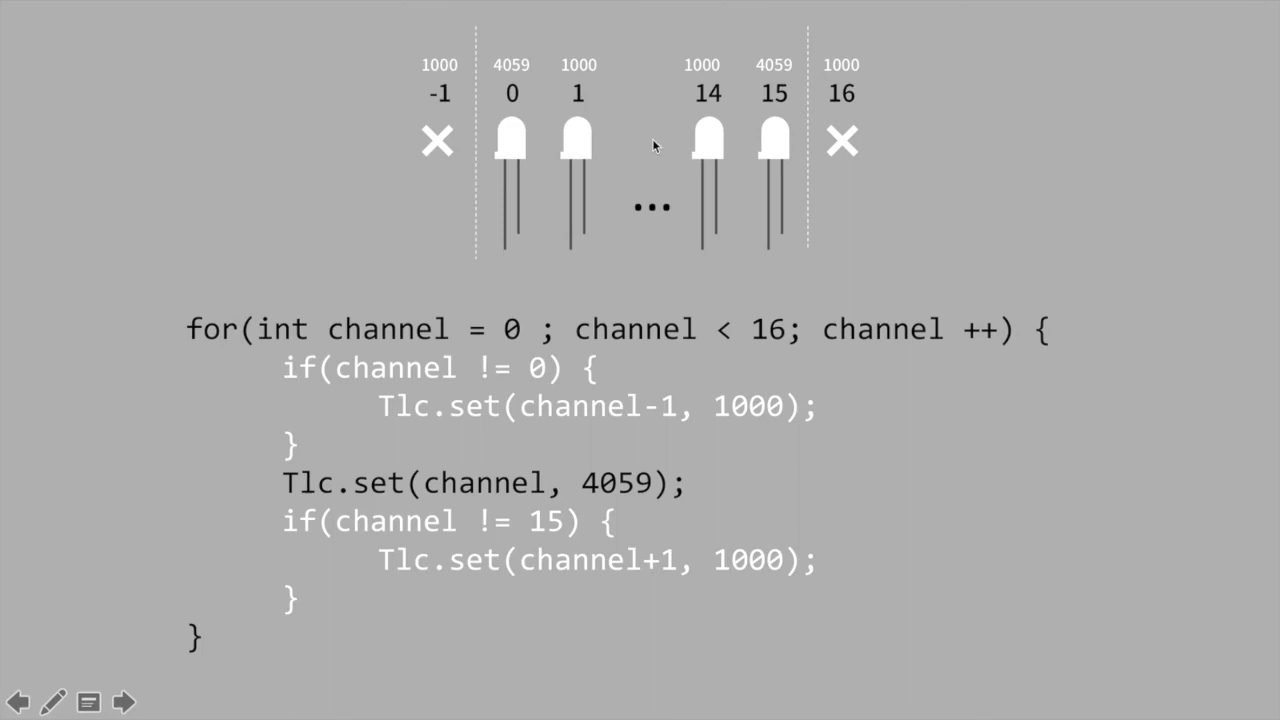 1000 4059 1000 1000 4059 1000
-1 0 1 14 15 16
...
for(int channel = 0 ; channel < 16; channel ++) {
if(channel != 0) {
Tlc.set(channel-1, 1000);
}
Tlc.set(channel, 4059);
if(channel != 15) {
Tlc.set(channel+1, 1000);
}
}